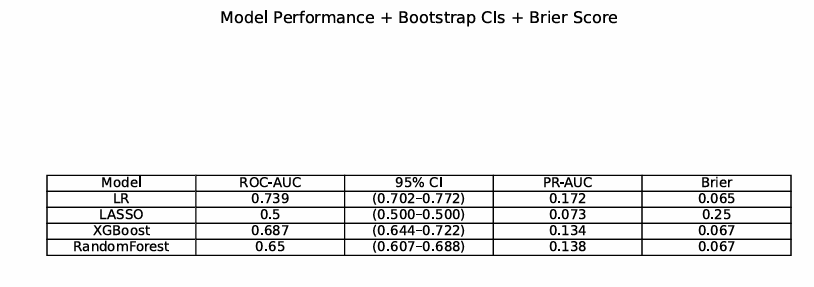 Model Performance + Bootstrap CIs + Brier Score
Model ROC-AUC 95% CI PR-AUC Brier
LR 0.739 (0.702–0.772) 0.172 0.065
LASSO 0.5 (0.500–0.500) 0.073 0.25
XGBoost 0.687 (0.644–0.722) 0.134 0.067
RandomForest 0.65 (0.607–0.688) 0.138 0.067